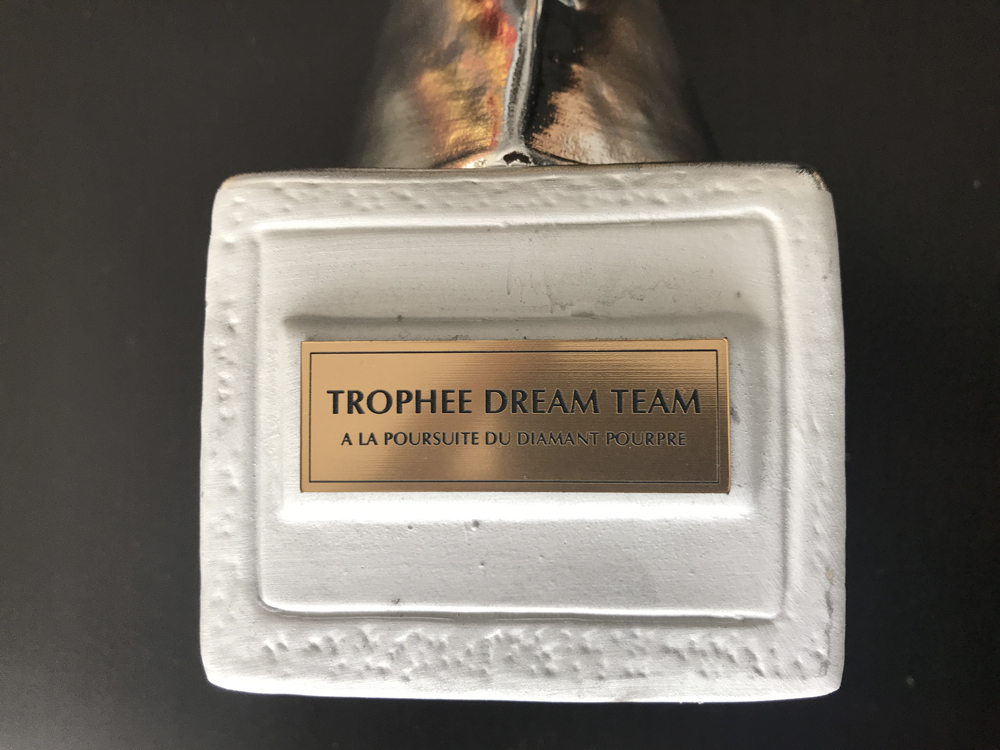 TROPHEE DREAM TEAM
A LA POURSUITE DU DIAMANT POURPRE